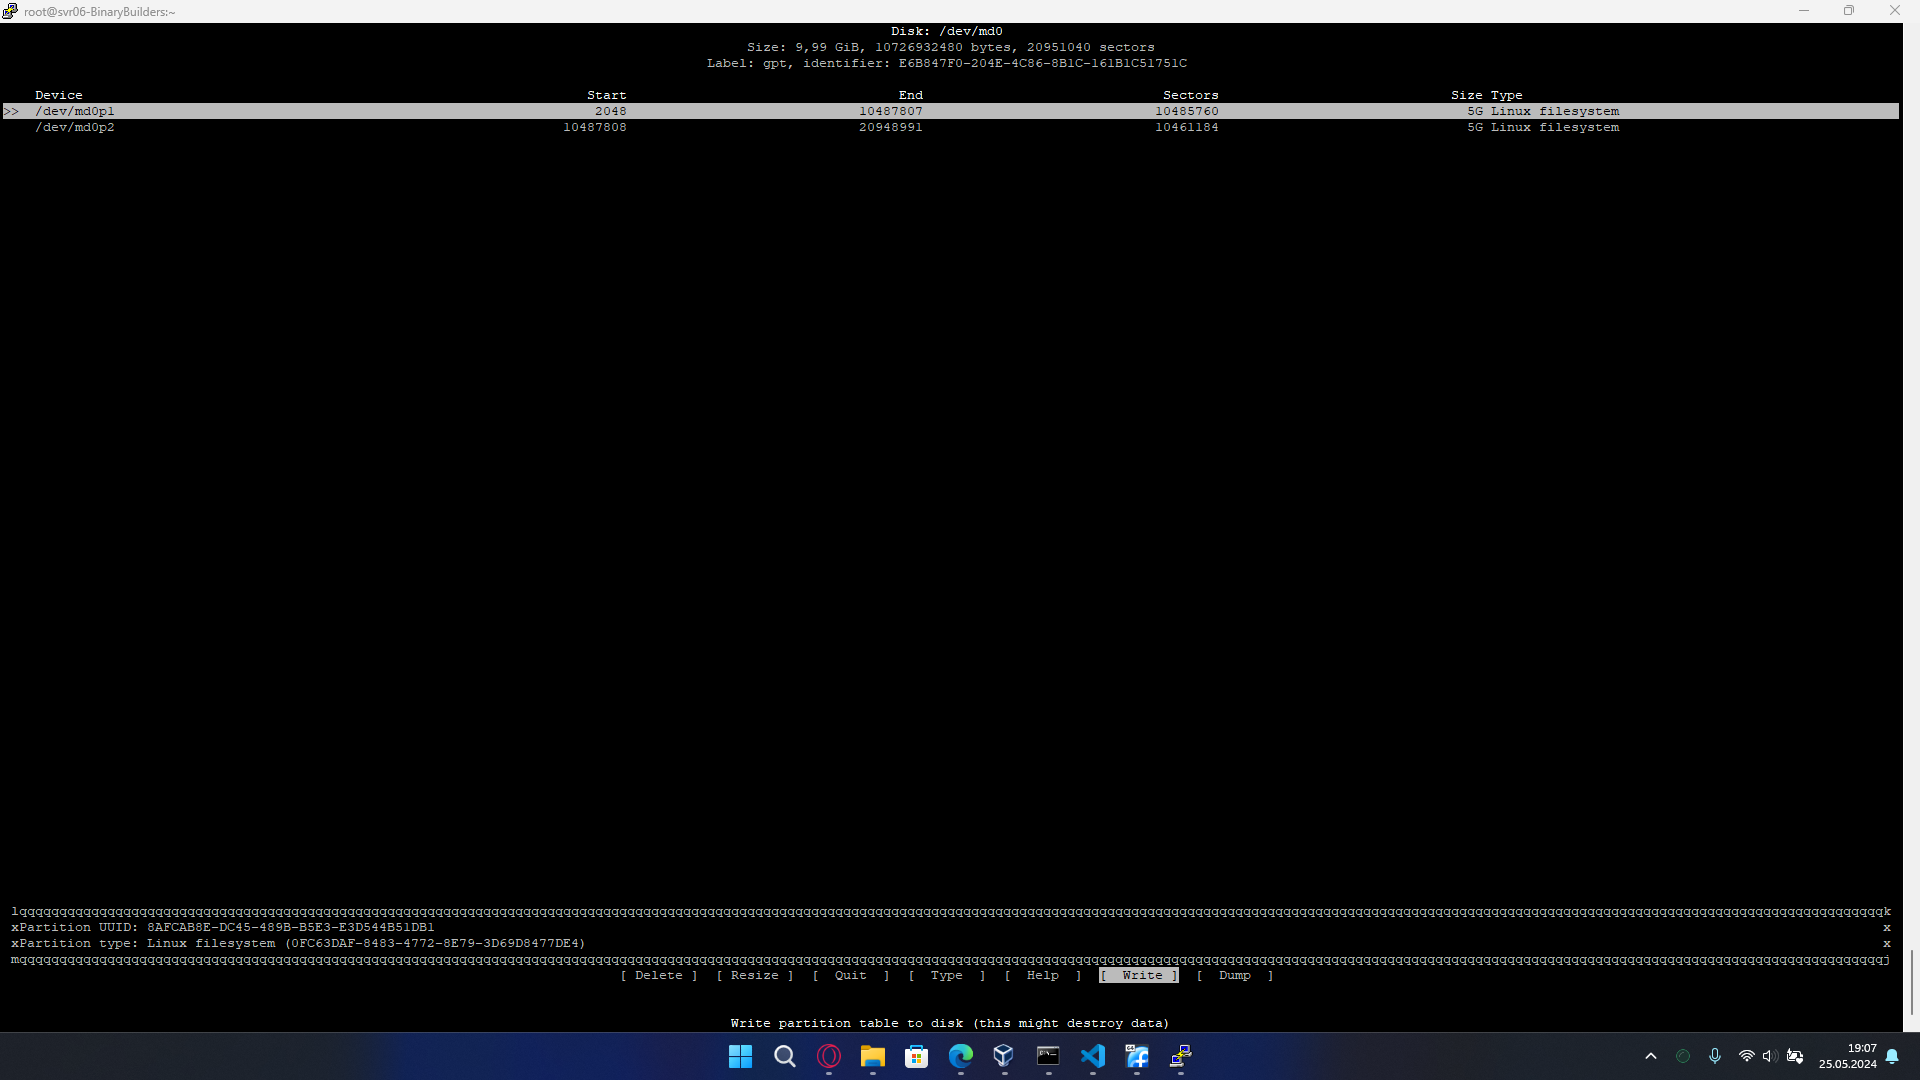 root@svr06-BinaryBuilders:~
Disk: /dev/md0
Size: 9,99 GiB, 10726932480 bytes, 20951040 sectors
Label: gpt, identifier: E6B847F0-204E-4C86-8B1C-161B1C51751C
Device Start End Sectors Size Type
>> /dev/md0p1 2048 10487807 10485760 5G Linux filesystem
/dev/md0p2 10487808 20948991 10461184 5G Linux filesystem
xPartition UUID: 8AFCAB8E-DC45-489B-B5E3-E3D544B51DB1 x
xPartition type: Linux filesystem (0FC63DAF-8483-4772-8E79-3D69D8477DE4) x
[ Delete ] [ Resize ] [ Quit ] [ Type ] [ Help ] [ Write ] [ Dump ]
Write partition table to disk (this might destroy data)
19:07
25.05.2024